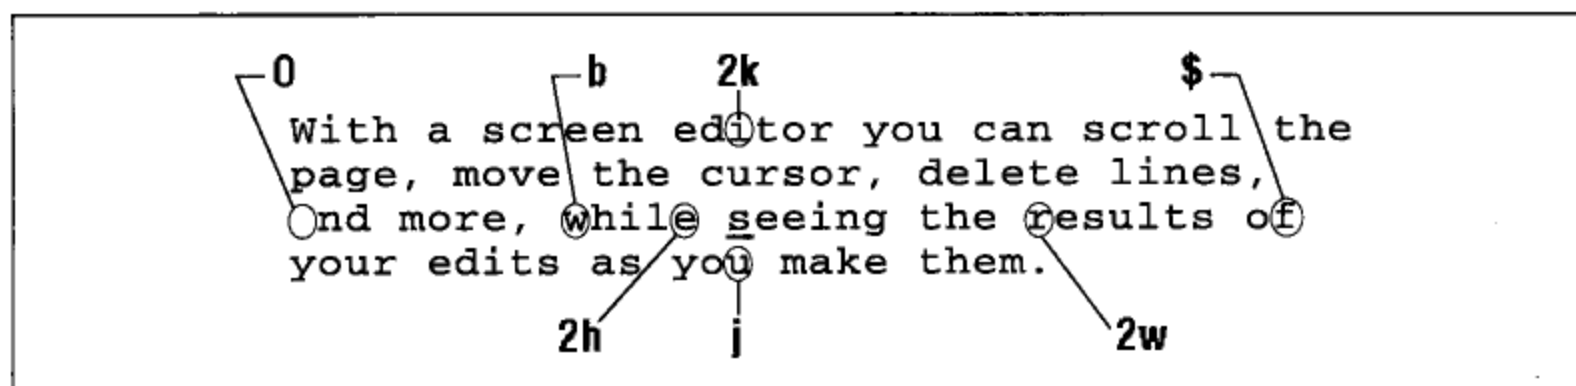 0 b 2k $
With a screen editor you can scroll the
page, move the cursor, delete lines,
nd more, while seeing the results of
your edits as you make them.
2h j 2w